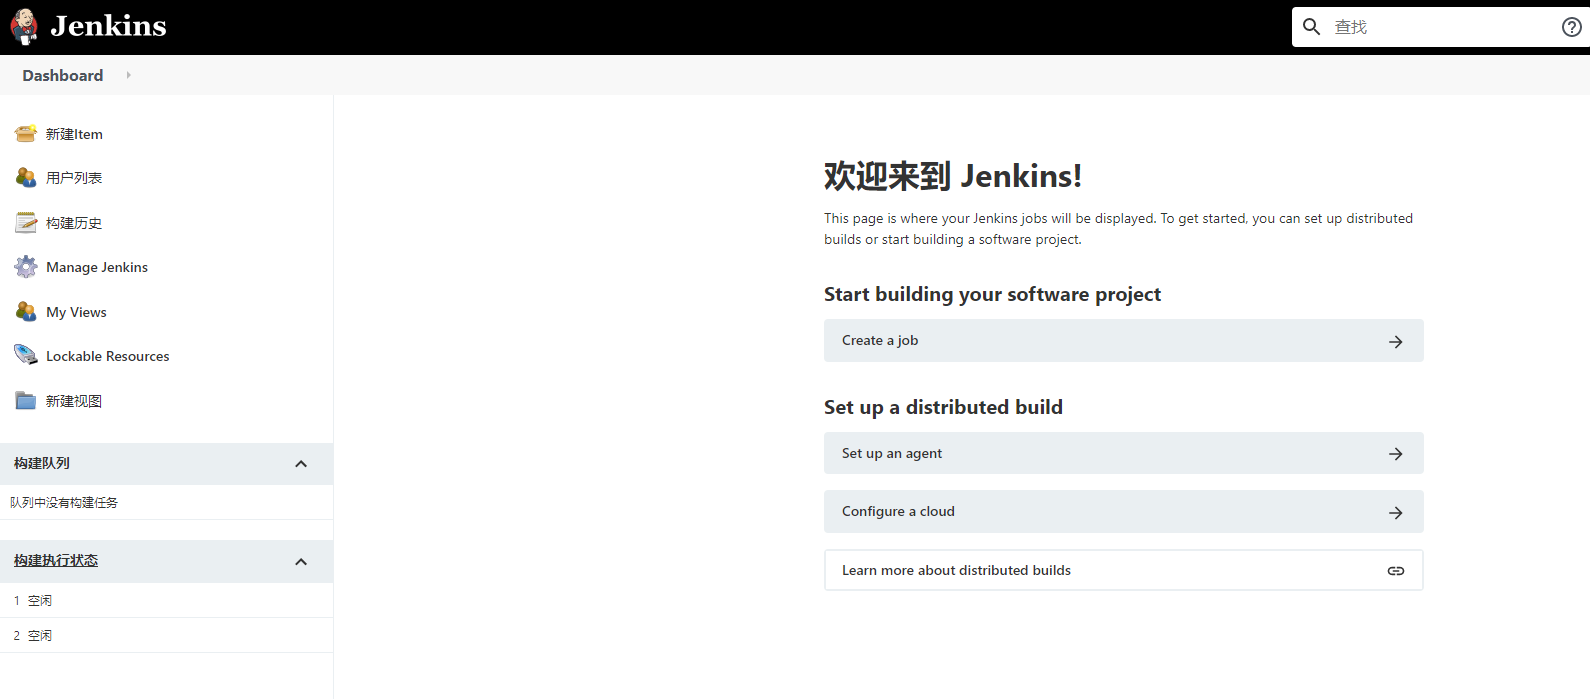 Jenkins
查找
Dashboard
新建Item
用户列表
构建历史
Manage Jenkins
My Views
Lockable Resources
新建视图
构建队列
队列中没有构建任务
构建执行状态
1 空闲
2 空闲
欢迎来到 Jenkins!
This page is where your Jenkins jobs will be displayed. To get started, you can set up distributed
builds or start building a software project.
Start building your software project
Create a job
Set up a distributed build
Set up an agent
Configure a cloud
Learn more about distributed builds